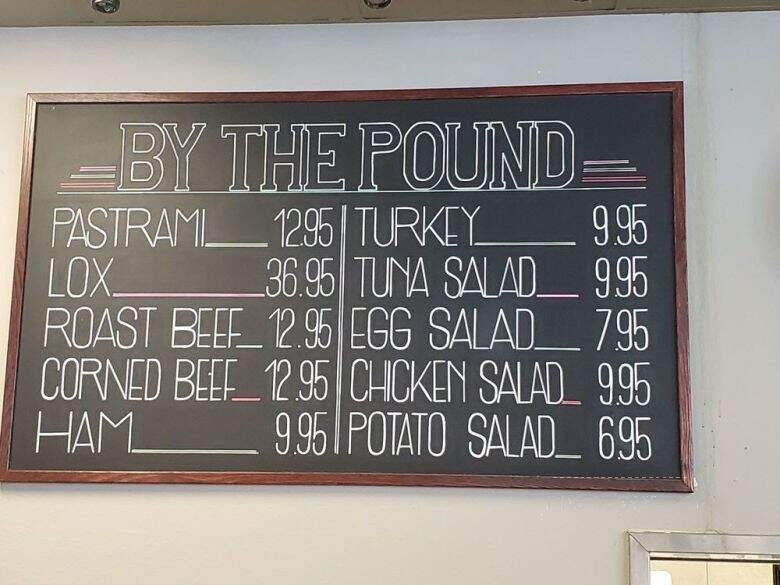 BY THE POUND
PASTRAMI 12.95
LOX 36.95
ROAST BEEF 12.95
CORNED BEEF 12.95
HAM 9.95
TURKEY 9.95
TUNA SALAD 9.95
EGG SALAD 7.95
CHICKEN SALAD 9.95
POTATO SALAD 6.95